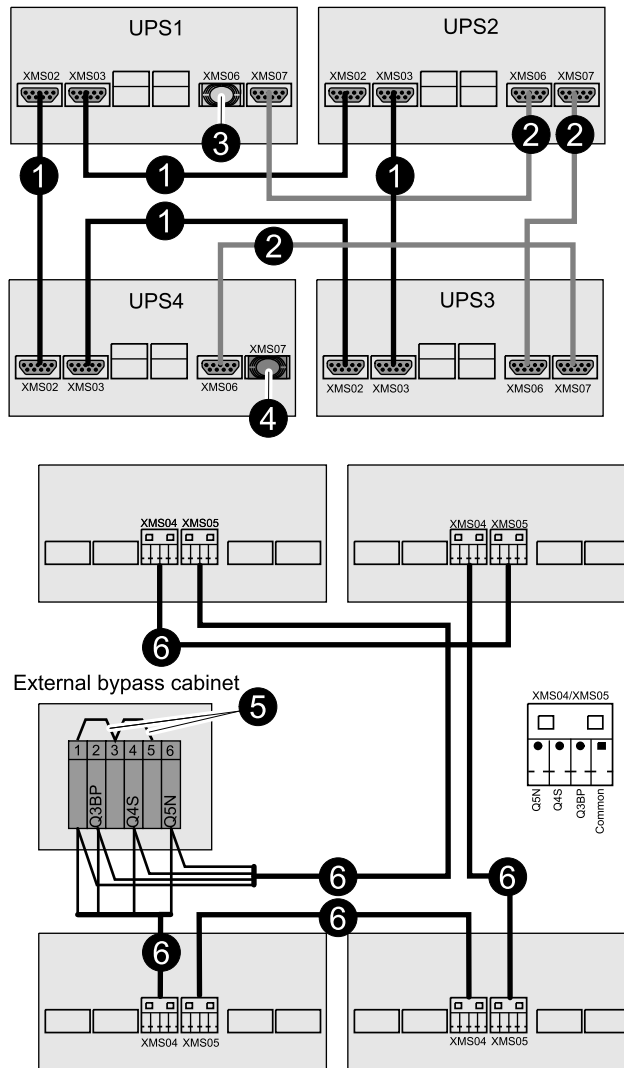 UPS1
UPS2
XMS02 XMS03 XMS06 XMS07
XMS02 XMS03 XMS06 XMS07
3
2 2
1 1 1
1
2
UPS4
UPS3
XMS07
XMS02 XMS03 XMS06
XMS02 XMS03 XMS06 XMS07
4
XMS04 XMS05
XMS04 XMS05
6
External bypass cabinet
5
XMS04/XMS05
1 2 3 4 5 6
Q3BP
Q4S
Q5N
Q5N
Q4S
Q3BP
Common
6 6
6
6
XMS04 XMS05
XMS04 XMS05